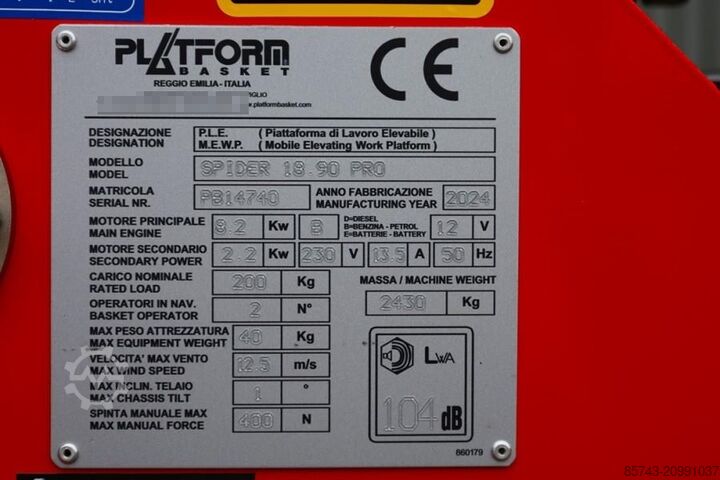 PLATFORM
BASKET
REGGIO EMILIA - ITALIA
www.platformbasket.com
CE
DESIGNAZIONE P.L.E. ( Piattaforma di Lavoro Elevabile )
DESIGNATION M.E.W.P. ( Mobile Elevating Work Platform )
MODELLO
MODEL
SPIDER 18.90 PRO
MATRICOLA
SERIAL NR.
PB14740
ANNO FABBRICAZIONE
MANUFACTURING YEAR
2024
MOTORE PRINCIPALE
MAIN ENGINE
8.2 Kw B
D=DIESEL
B=BENZINA - PETROL
E=BATTERIE - BATTERY
12 V
MOTORE SECONDARIO
SECONDARY POWER
2.2 Kw 230 V 13.5 A 50 Hz
CARICO NOMINALE
RATED LOAD
200 Kg
MASSA / MACHINE WEIGHT
2430 Kg
OPERATORI IN NAV.
BASKET OPERATOR
2 N°
MAX PESO ATTREZZATURA
MAX EQUIPMENT WEIGHT
40 Kg
VELOCITA' MAX VENTO
MAX WIND SPEED
12.5 m/s
MAX INCLIN. TELAIO
MAX CHASSIS TILT
1 °
SPINTA MANUALE MAX
MAX MANUAL FORCE
400 N
LWA
104 dB
860179
85743-20991037